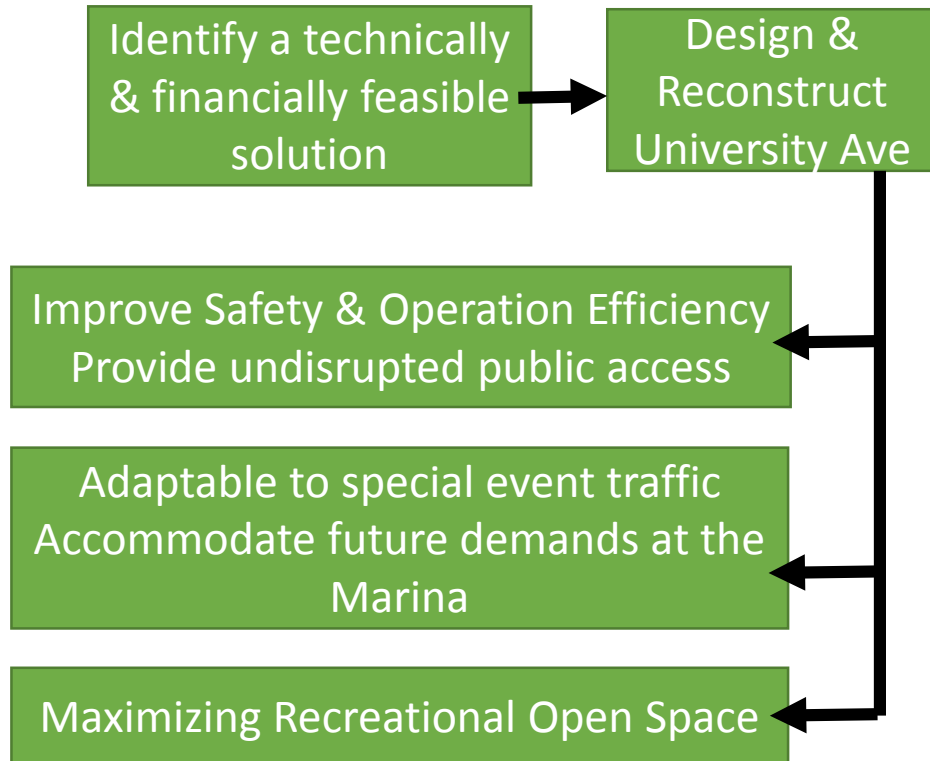 Identify a technically
& financially feasible
solution
Design &
Reconstruct
University Ave
Improve Safety & Operation Efficiency
Provide undisrupted public access
Adaptable to special event traffic
Accommodate future demands at the
Marina
Maximizing Recreational Open Space